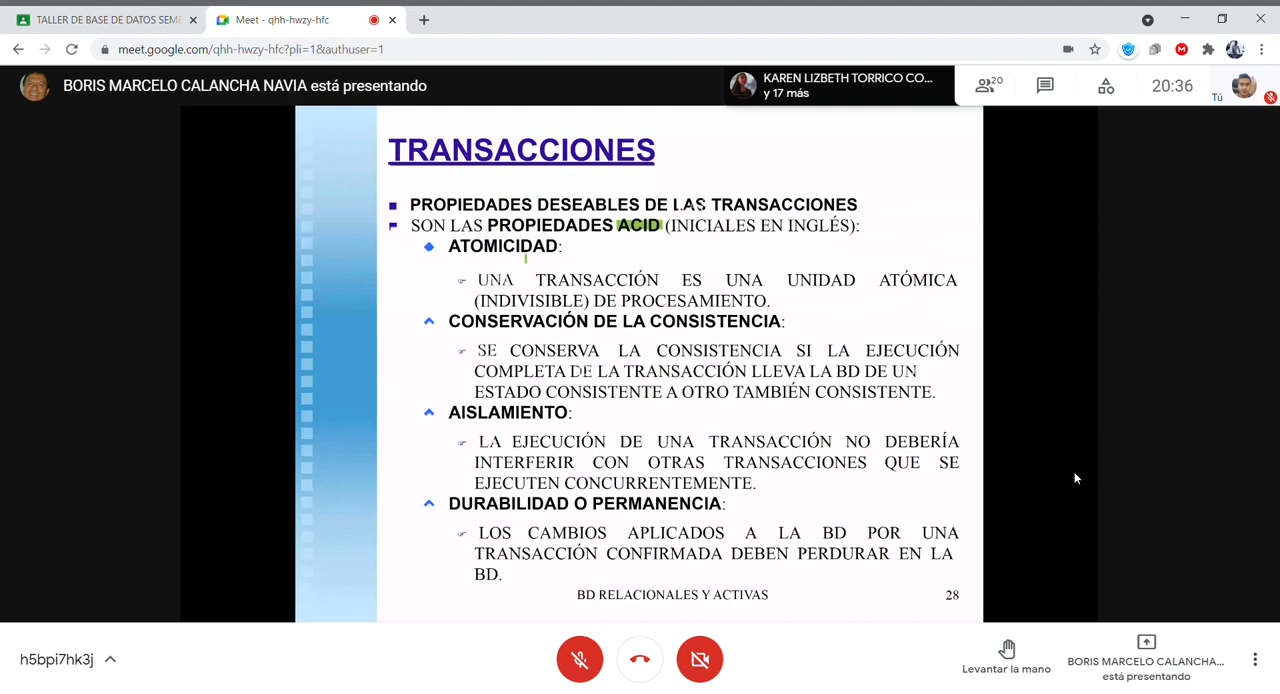 TALLER DE BASE DE DATOS SEME
Meet - qhh-hwzy-hfc
meet.google.com/qhh-hwzy-hfc?pli=1&authuser=1
BORIS MARCELO CALANCHA NAVIA está presentando
KAREN LIZBETH TORRICO CO...
y 17 más
20
20:36
Tú
TRANSACCIONES
PROPIEDADES DESEABLES DE LAS TRANSACCIONES
SON LAS PROPIEDADES ACID (INICIALES EN INGLÉS):
ATOMICIDAD:
UNA TRANSACCIÓN ES UNA UNIDAD ATÓMICA
(INDIVISIBLE) DE PROCESAMIENTO.
CONSERVACIÓN DE LA CONSISTENCIA:
SE CONSERVA LA CONSISTENCIA SI LA EJECUCIÓN
COMPLETA DE LA TRANSACCIÓN LLEVA LA BD DE UN
ESTADO CONSISTENTE A OTRO TAMBIÉN CONSISTENTE.
AISLAMIENTO:
LA EJECUCIÓN DE UNA TRANSACCIÓN NO DEBERÍA
INTERFERIR CON OTRAS TRANSACCIONES QUE SE
EJECUTEN CONCURRENTEMENTE.
DURABILIDAD O PERMANENCIA:
LOS CAMBIOS APLICADOS A LA BD POR UNA
TRANSACCIÓN CONFIRMADA DEBEN PERDURAR EN LA
BD.
BD RELACIONALES Y ACTIVAS
28
h5bpi7hk3j
Levantar la mano
BORIS MARCELO CALANCHA...
está presentando